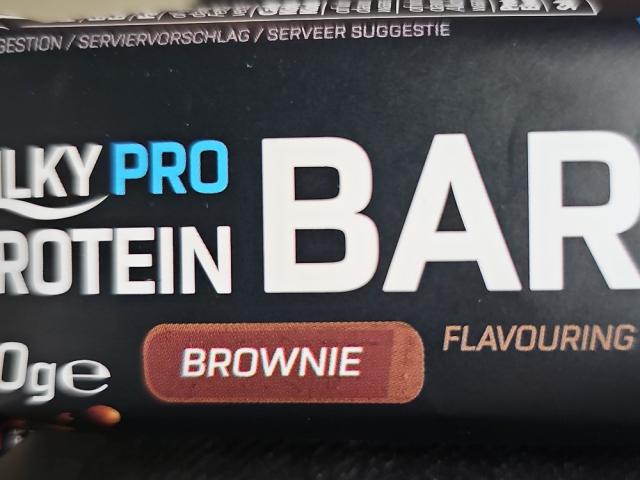 GESTION / SERVIERVORSCHLAG / SERVEER SUGGESTIE
LKY PRO
ROTEIN BAR
0ge
BROWNIE
FLAVOURING